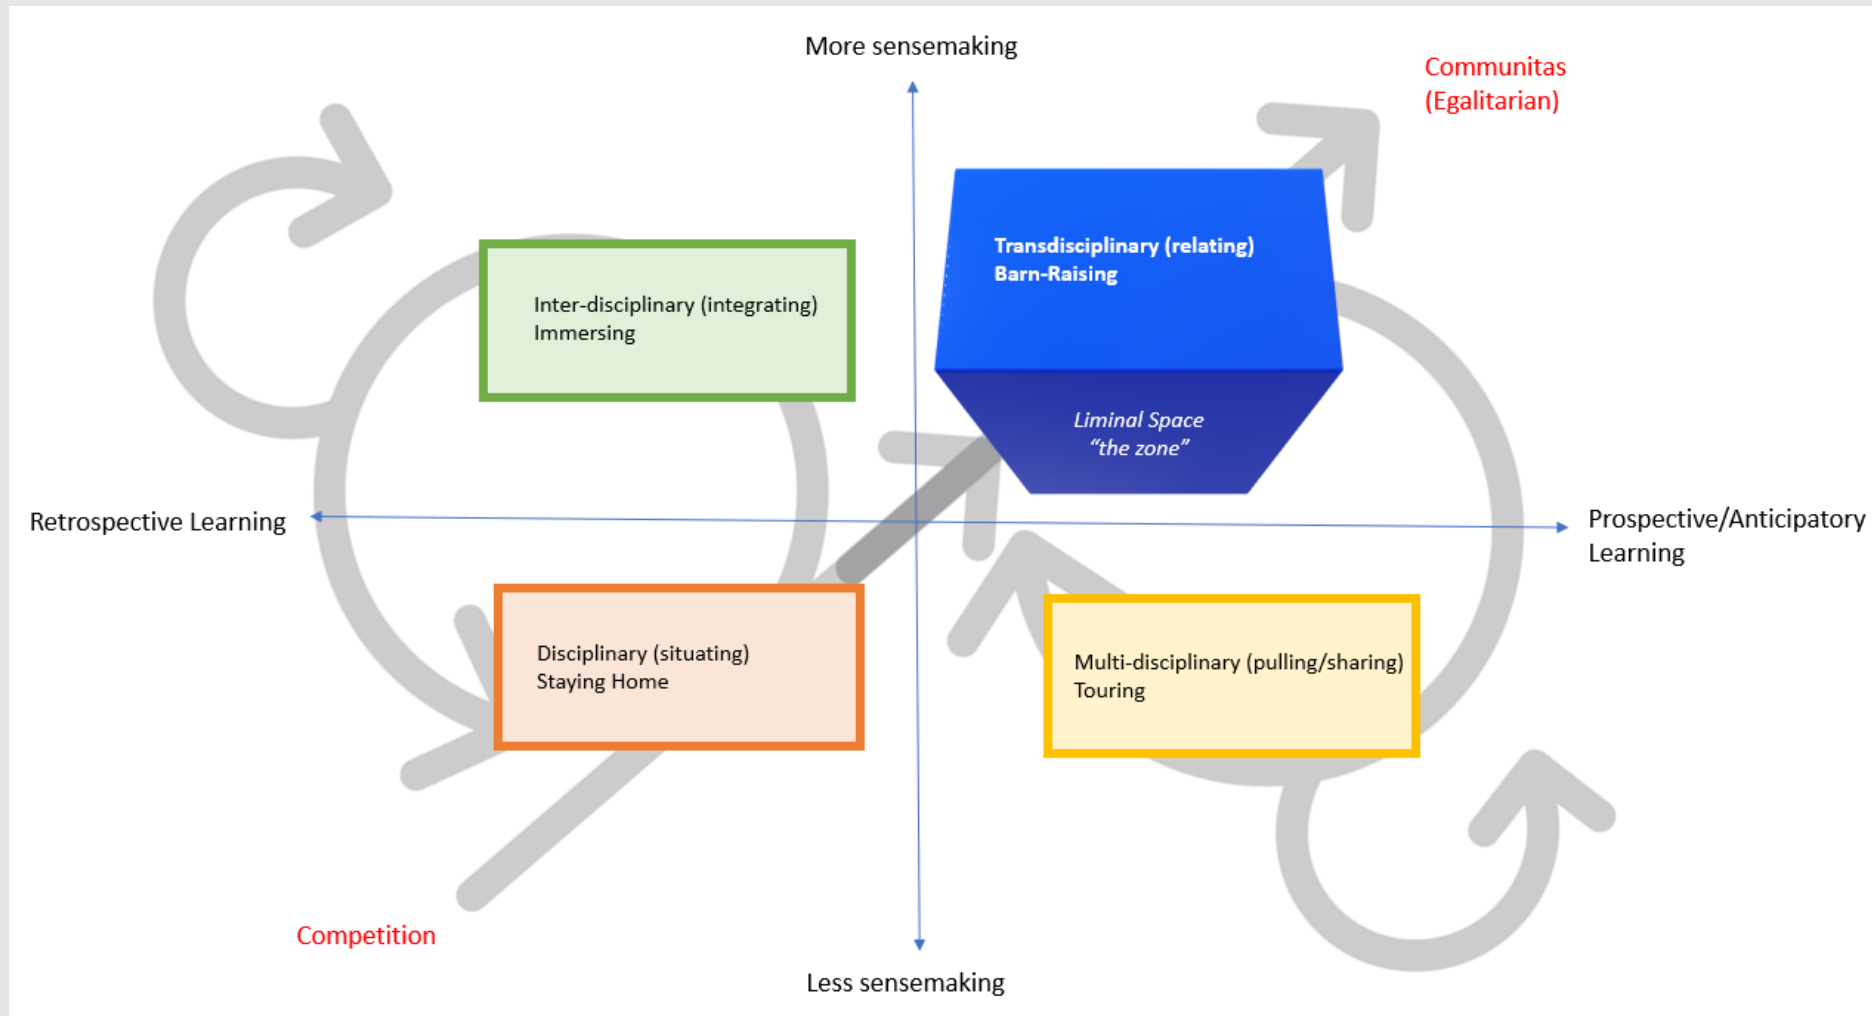 More sensemaking
Communitas
(Egalitarian)
Transdisciplinary (relating)
Barn-Raising
Inter-disciplinary (integrating)
Immersing
Liminal Space
“the zone”
Retrospective Learning
Prospective/Anticipatory
Learning
Disciplinary (situating)
Staying Home
Multi-disciplinary (pulling/sharing)
Touring
Competition
Less sensemaking